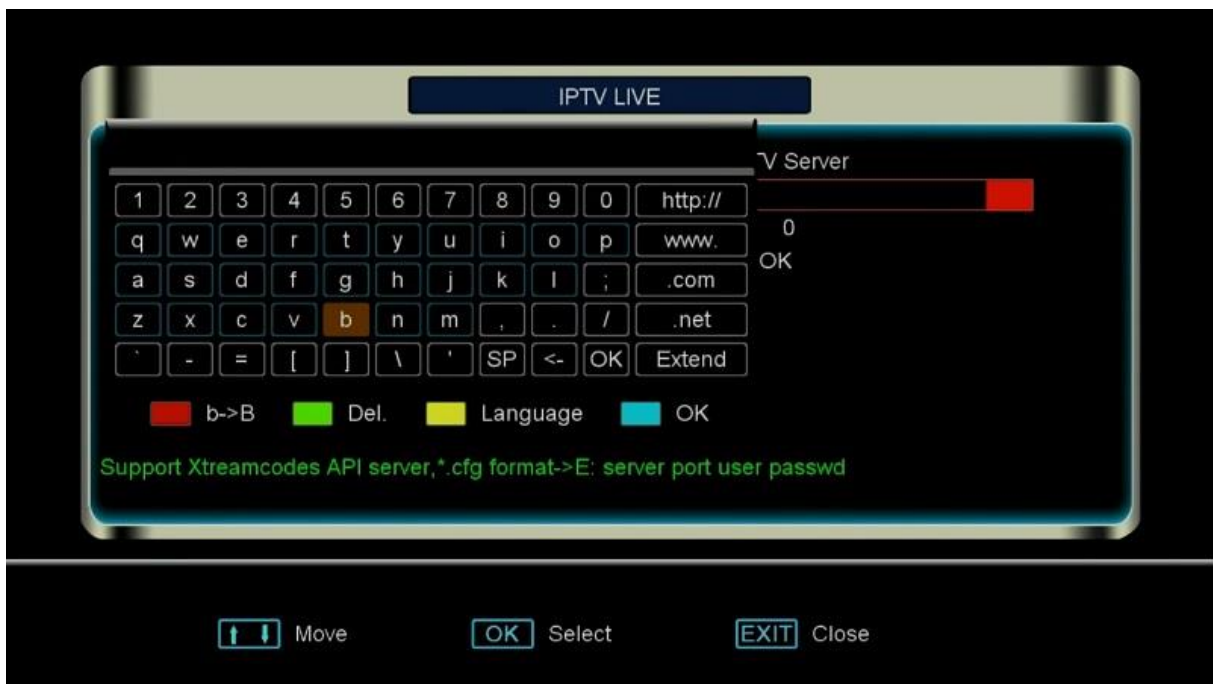 IPTV LIVE
TV Server
1 2 3 4 5 6 7 8 9 0 http://
0
q w e r t y u i o p www.
OK
a s d f g h j k l ; .com
z x c v b n m , . / .net
` - = [ ] \ ' SP <- OK Extend
b->B Del. Language OK
Support Xtreamcodes API server,*.cfg format->E: server port user passwd
Move OK Select EXIT Close